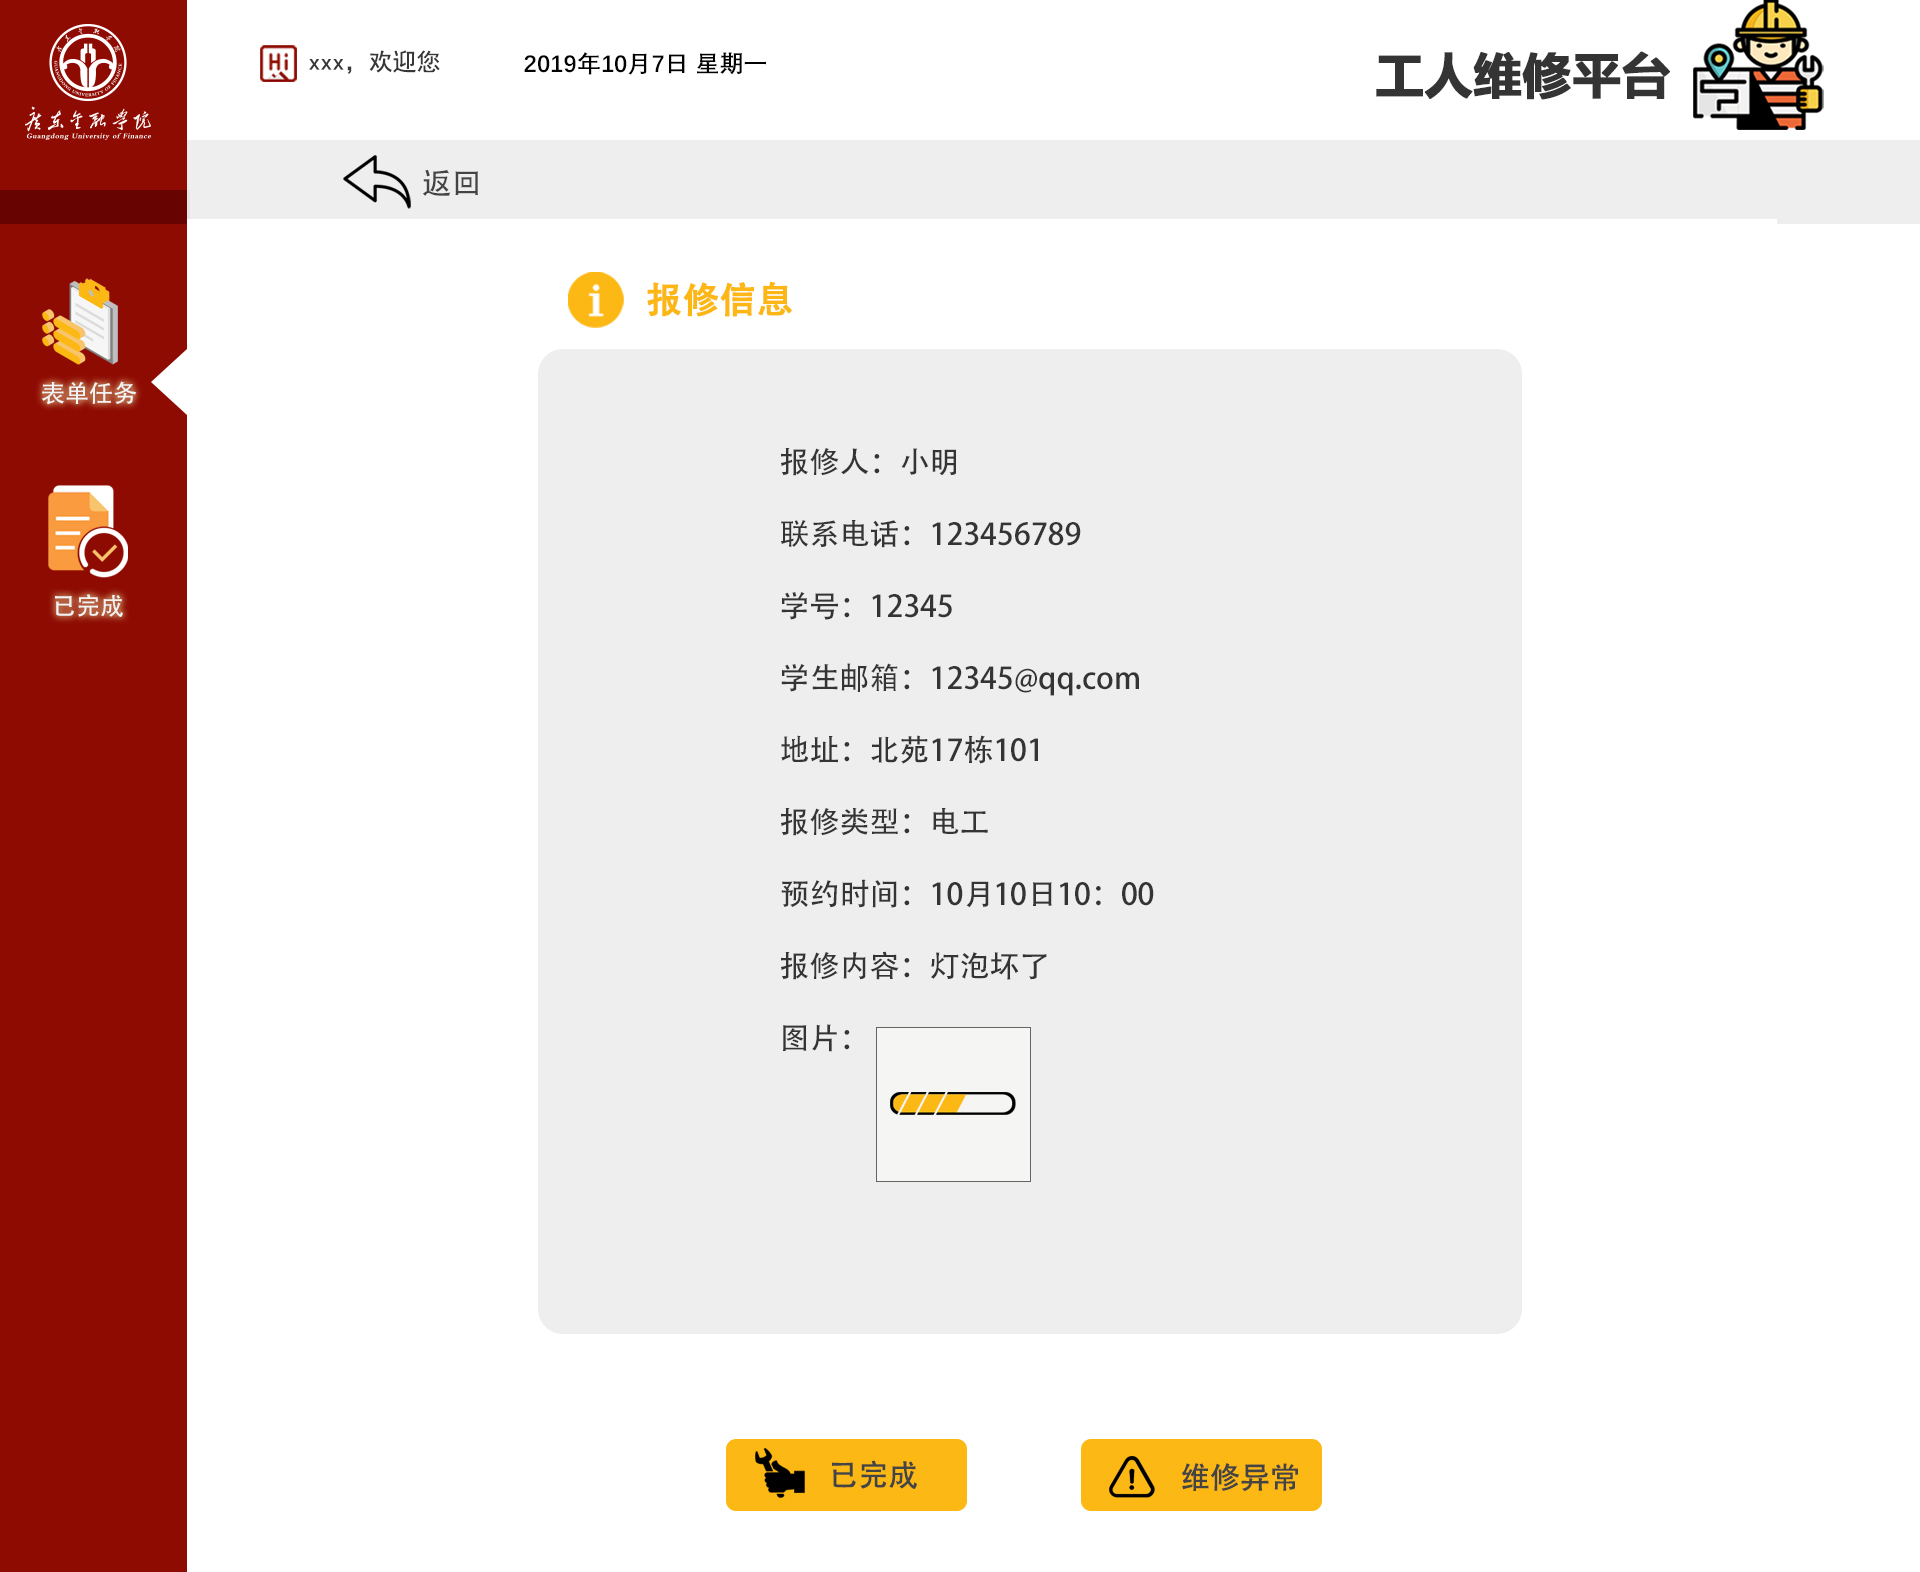 广东金融学院
Guangdong University of Finance
Hi
xxx，欢迎您
2019年10月7日 星期一
工人维修平台
返回
表单任务
已完成
i 报修信息
报修人：小明
联系电话：123456789
学号：12345
学生邮箱：12345@qq.com
地址：北苑17栋101
报修类型：电工
预约时间：10月10日10：00
报修内容：灯泡坏了
图片：
已完成
维修异常